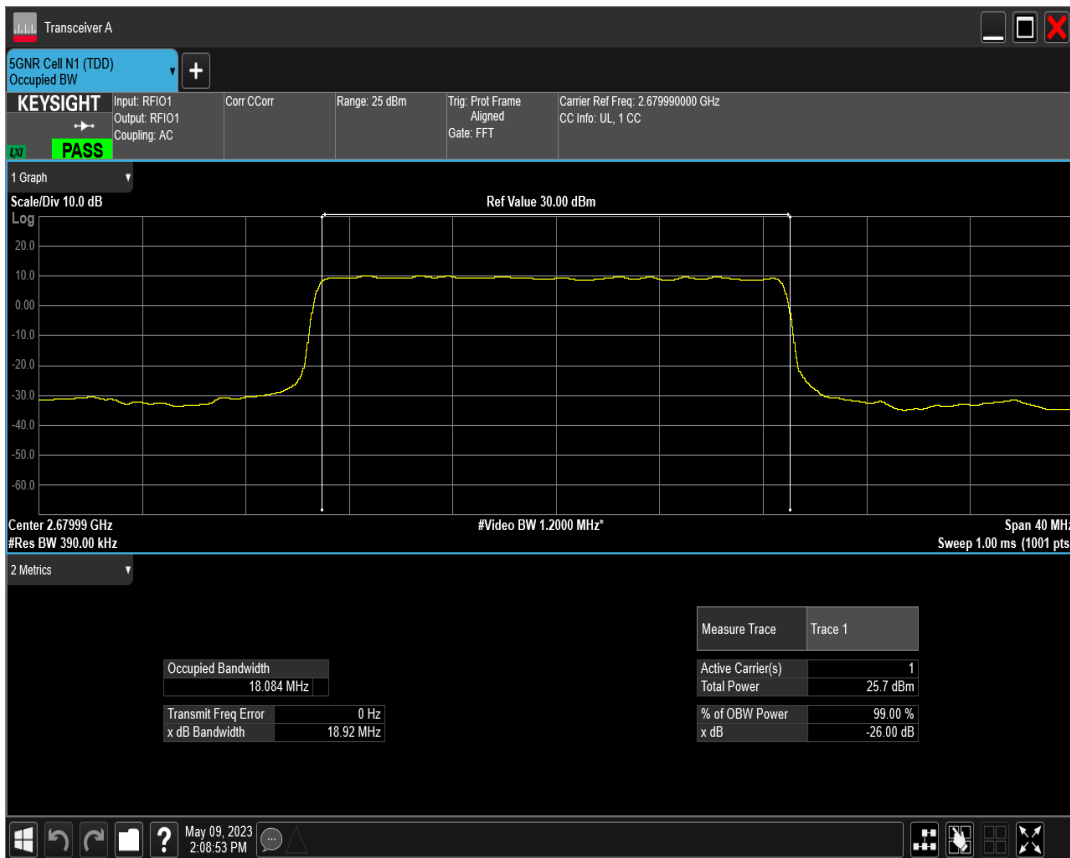 Transceiver A
5GNR Cell N1 (TDD)
Occupied BW
KEYSIGHT
LXI
PASS
Input: RFIO1
Output: RFIO1
Coupling: AC
Corr CCorr
Range: 25 dBm
Trig: Prot Frame
Aligned
Gate: FFT
Carrier Ref Freq: 2.679990000 GHz
CC Info: UL, 1 CC
1 Graph
Scale/Div 10.0 dB
Ref Value 30.00 dBm
Log
20.0
10.0
0.00
-10.0
-20.0
-30.0
-40.0
-50.0
-60.0
Center 2.67999 GHz
#Video BW 1.2000 MHz*
Span 40 MHz
#Res BW 390.00 kHz
Sweep 1.00 ms (1001 pts
2 Metrics
Measure Trace Trace 1
Occupied Bandwidth
18.084 MHz
Active Carrier(s) 1
Total Power 25.7 dBm
Transmit Freq Error 0 Hz
x dB Bandwidth 18.92 MHz
% of OBW Power 99.00 %
x dB -26.00 dB
?
May 09, 2023
2:08:53 PM